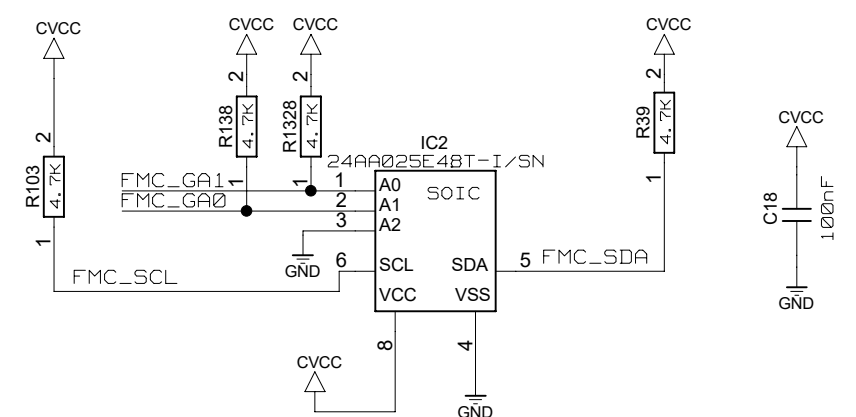 CVCC
CVCC
CVCC
CVCC
2
2
2
R138
4.7K
R1328
4.7K
R39
4.7K
CVCC
IC2
24AA025E48T-I/SN
2
R103
4.7K
1
FMC_GA1
FMC_GA0
1
1
1
2
3
A0
A1
A2
SOIC
1
C18
100nF
GND
FMC_SCL
6
SCL
SDA
5
FMC_SDA
VCC
VSS
GND
8
4
CVCC
GND